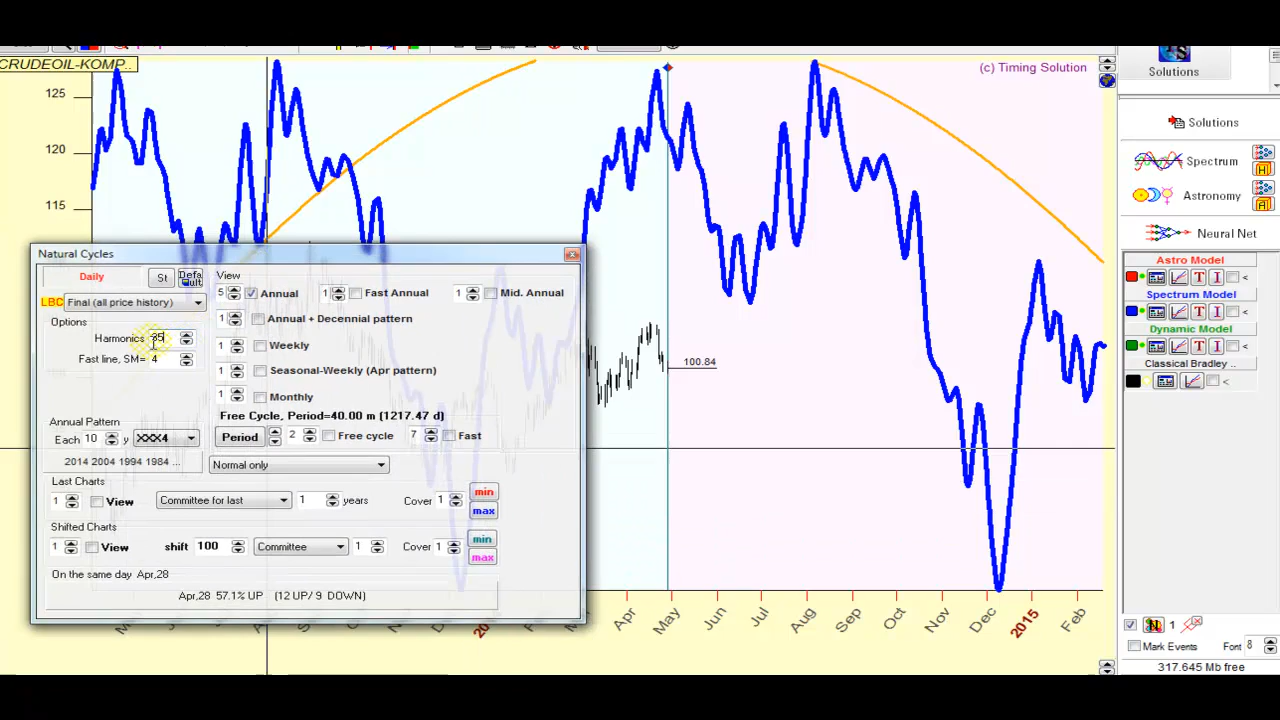 CRUDEOIL-KOMP..
(c) Timing Solution
125
120
115
100.84
Natural Cycles
Daily
St
Defa
ult
LBC
Final (all price history)
Options
Harmonics 35
Fast line, SM= 4
View
5 Annual
1 Fast Annual
1 Mid. Annual
1 Annual + Decennial pattern
1 Weekly
1 Seasonal-Weekly (Apr pattern)
1 Monthly
Free Cycle, Period=40.00 m (1217.47 d)
Annual Pattern
Each 10 y XXX4
Period 2 Free cycle 7 Fast
2014 2004 1994 1984 ...
Normal only
Last Charts
1 View Committee for last 1 years Cover 1
min
max
Shifted Charts
1 View shift 100 Committee 1 Cover 1
min
max
On the same day Apr,28
Apr,28 57.1% UP (12 UP/ 9 DOWN)
Apr
May
Jun
Jul
Aug
Sep
Oct
Nov
Dec
2015
Feb
Solutions
Solutions
Spectrum
Astronomy
Neural Net
Astro Model
T I <
Spectrum Model
T I <
Dynamic Model
T I <
Classical Bradley ..
<
N 1
Mark Events Font 8
317.645 Mb free